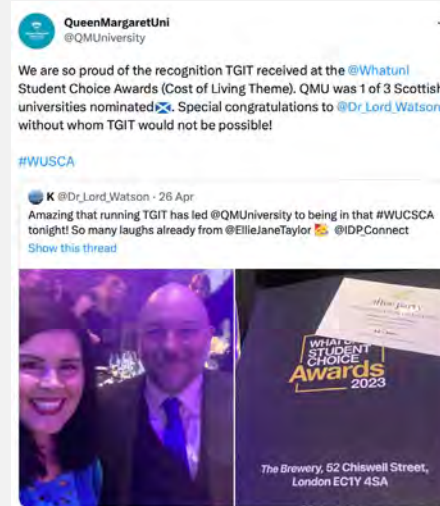 QueenMargaretUni
@QMUniversity
We are so proud of the recognition TGIT received at the @Whatuni
Student Choice Awards (Cost of Living Theme). QMU was 1 of 3 Scottish
universities nominated🏴󠁧󠁢󠁳󠁣󠁴󠁿. Special congratulations to @Dr_Lord_Watson
without whom TGIT would not be possible!
#WUSCA
K @Dr_Lord_Watson · 26 Apr
Amazing that running TGIT has led @QMUniversity to being in that #WUCSCA
tonight! So many laughs already from @EllieJaneTaylor 🥰 @IDPConnect
Show this thread
after party
STUDENT
CHOICE
Awards
2023
The Brewery, 52 Chiswell Street,
London EC1Y 4SA